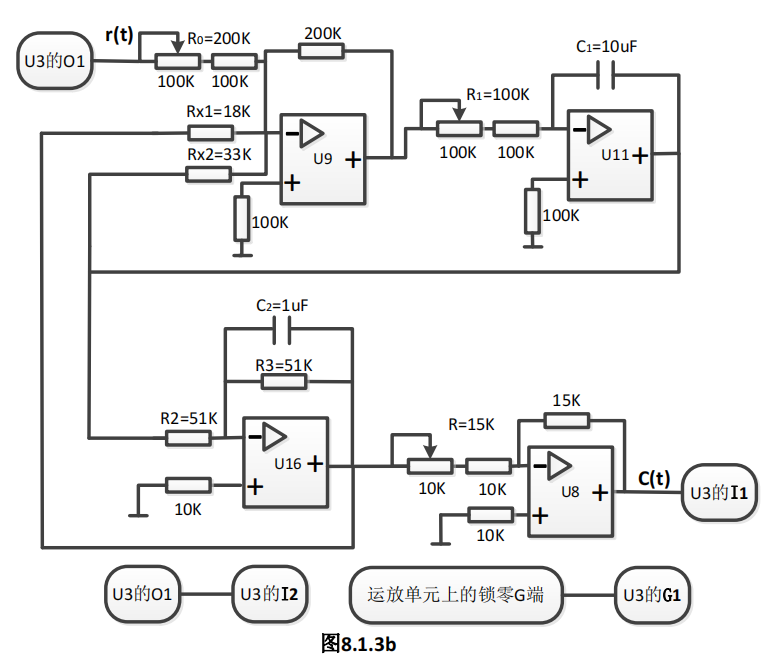 U3的O1
r(t)
R₀=200K
100K
100K
200K
Rx1=18K
Rx2=33K
U9
100K
R₁=100K
100K
100K
C₁=10uF
U11
100K
C₂=1uF
R3=51K
R2=51K
U16
10K
R=15K
10K
10K
15K
U8
10K
C(t)
U3的I1
U3的O1
U3的I2
运放单元上的锁零G端
U3的G1
图8.1.3b